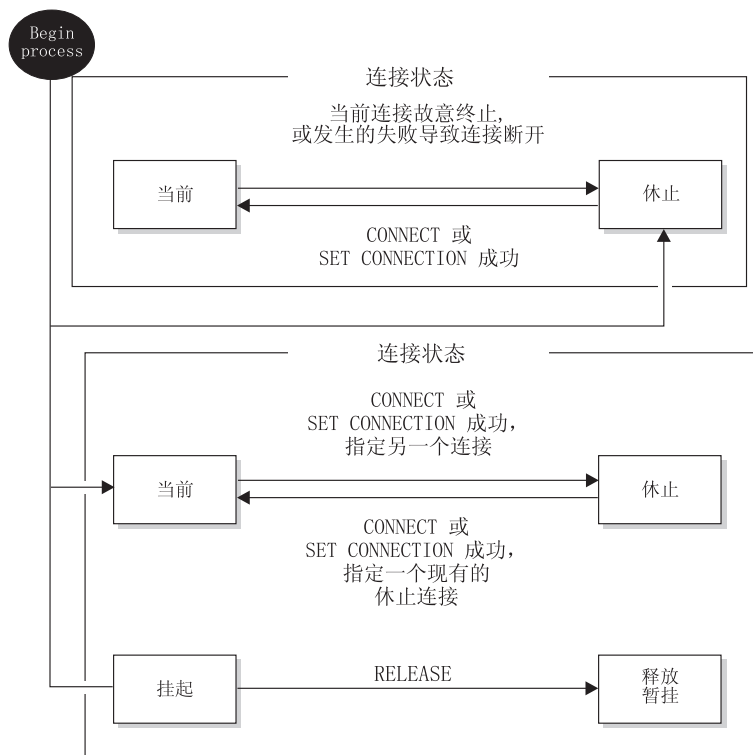 Begin
process
连接状态
当前连接故意终止,
或发生的失败导致连接断开
当前
休止
CONNECT 或
SET CONNECTION 成功
连接状态
CONNECT 或
SET CONNECTION 成功，
指定另一个连接
当前
休止
CONNECT 或
SET CONNECTION 成功，
指定一个现有的
休止连接
挂起
RELEASE
释放
暂挂